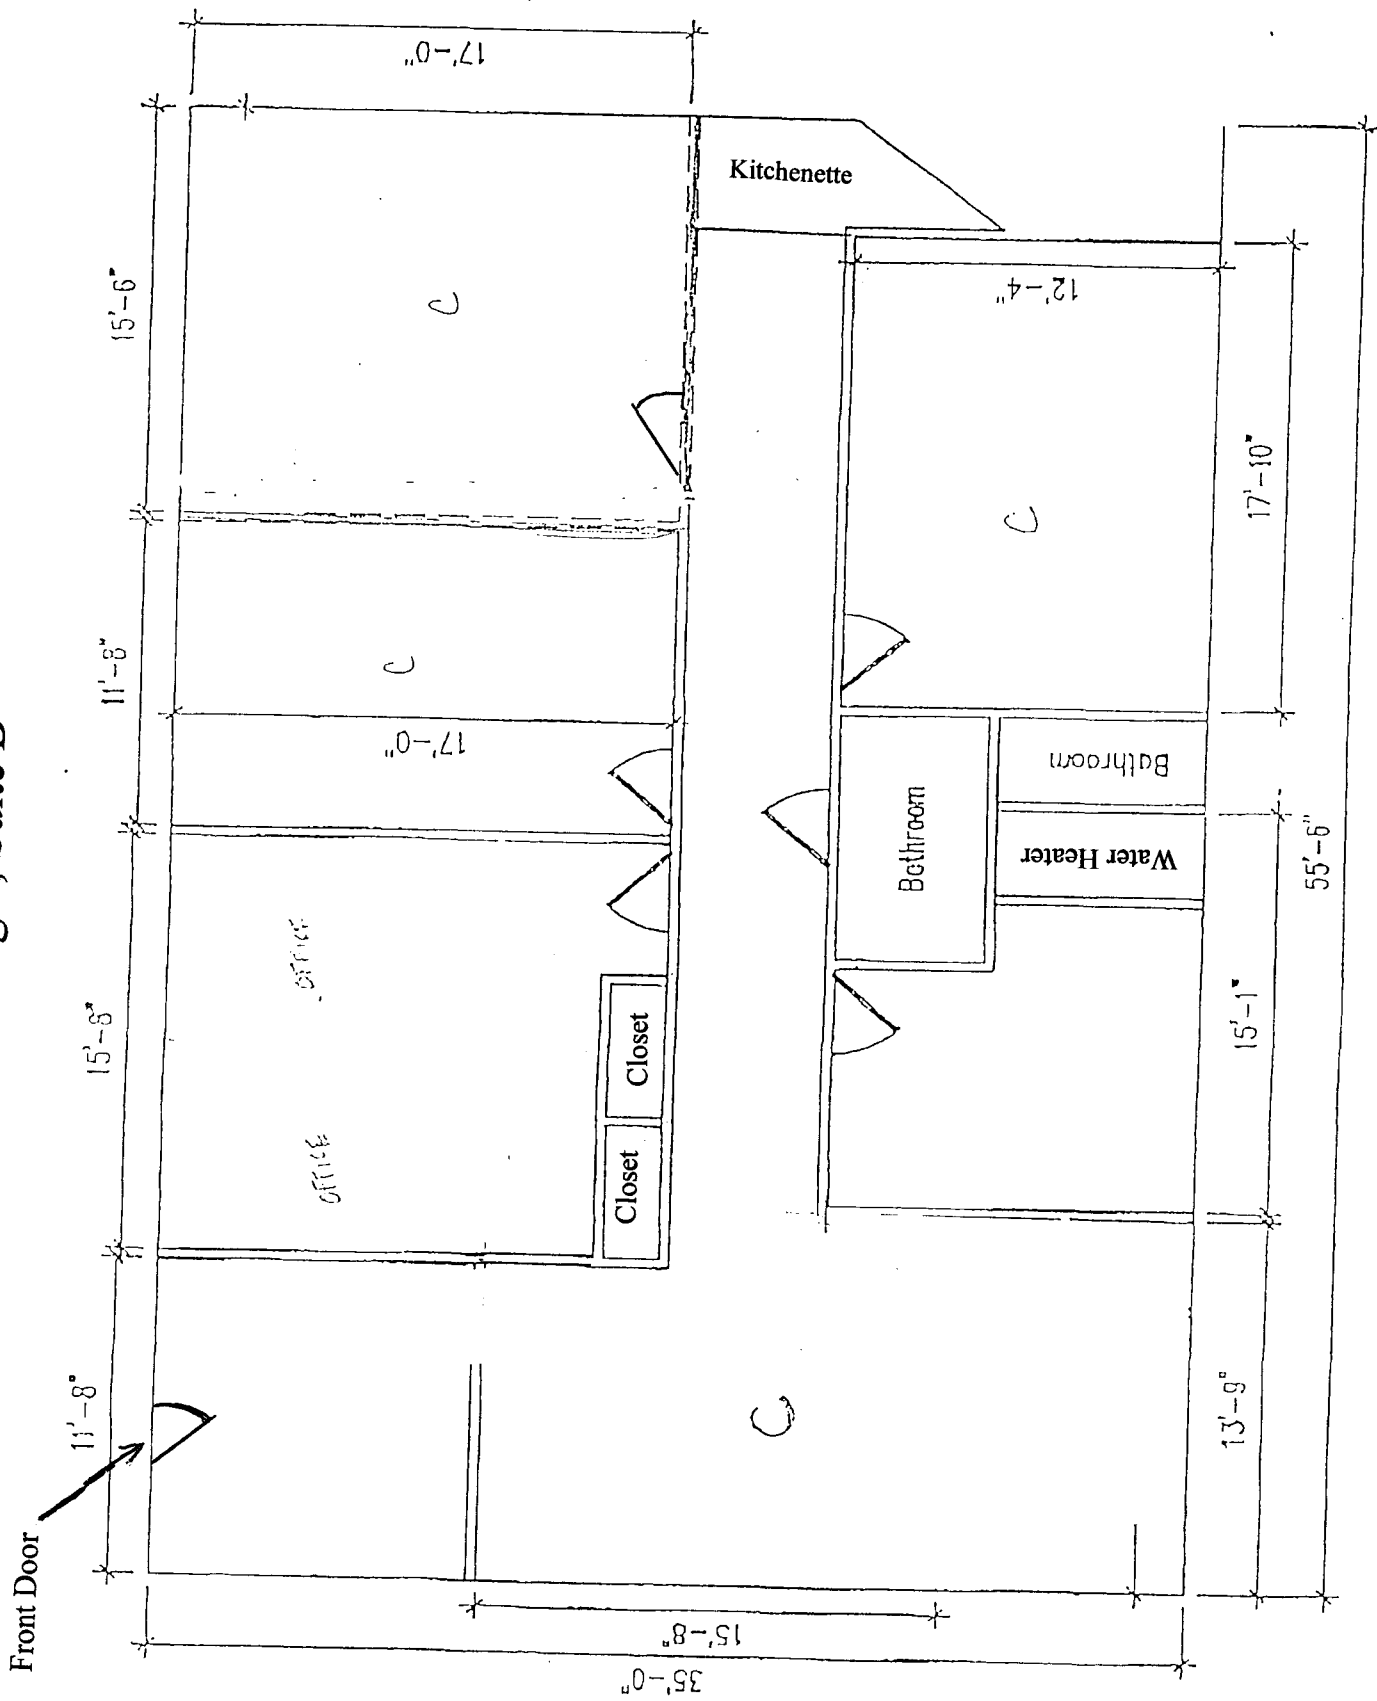 17'-0"
15'-6"
Kitchenette
C
12'-4"
11'-8"
C
17'-0"
C
17'-10"
Bathroom
Bathroom
Water Heater
15'-8"
OFFICE
OFFICE
Closet
Closet
15'-1"
55'-6"
Front Door
11'-8"
C
13'-9"
15'-8"
35'-0"